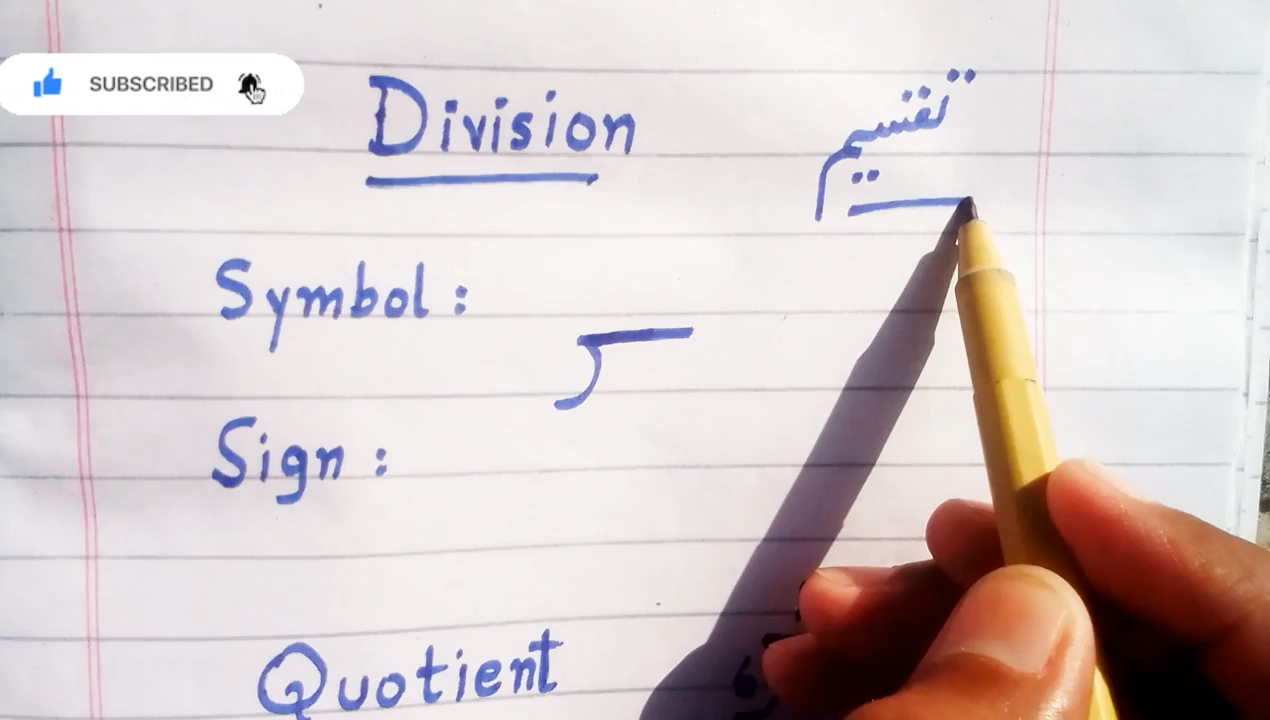 SUBSCRIBED
Division تقسیم
Symbol :
Sign :
Quotient